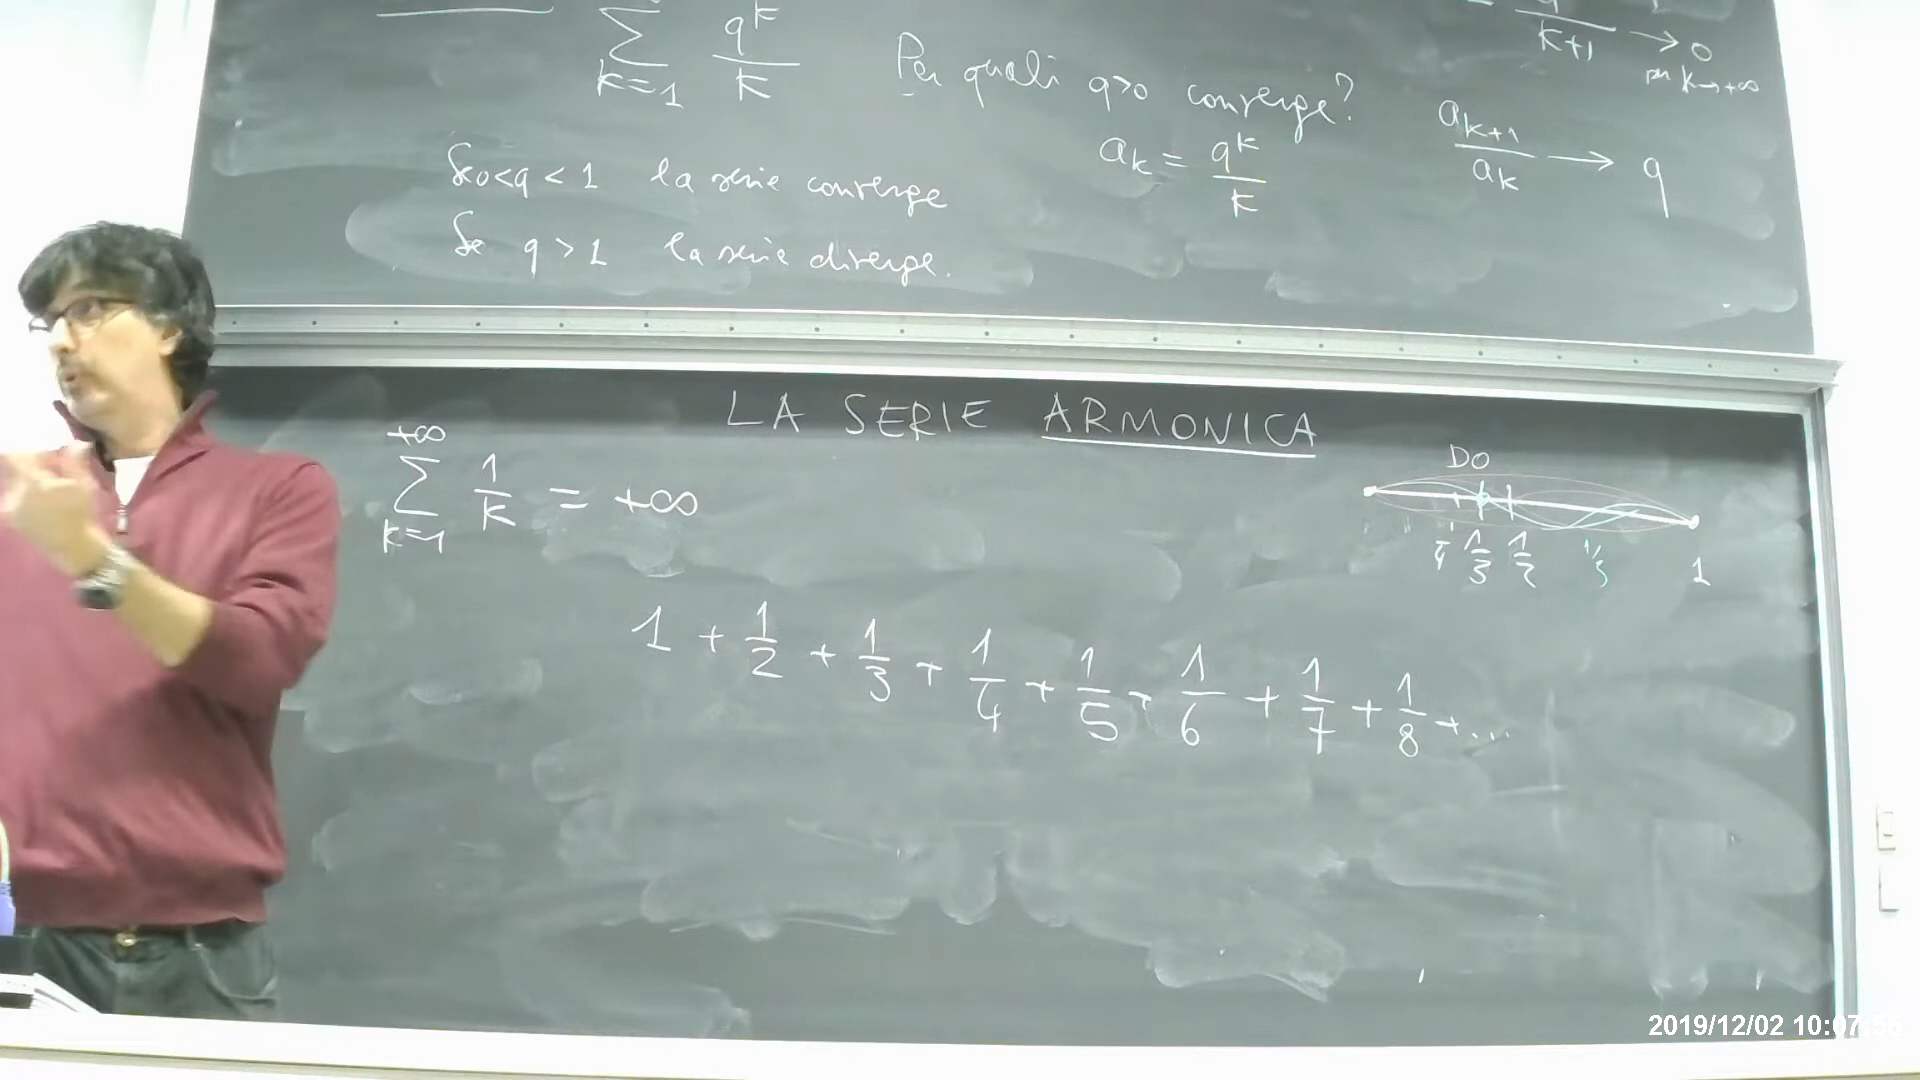 ∑ k=1 q^k/k Per quali q>0 converge?
k+1 → 0 per k→+∞
a_k = q^k/k a_{k+1}/a_k → q
Se 0<q<1 la serie converge
Se q>1 la serie diverge.
LA SERIE ARMONICA
+∞ ∑ k=1 1/k = +∞
DO
1/4 1/3 1/2 1
1 + 1/2 + 1/3 + 1/4 + 1/5 + 1/6 + 1/7 + 1/8 + ...
2019/12/02 10:07:56